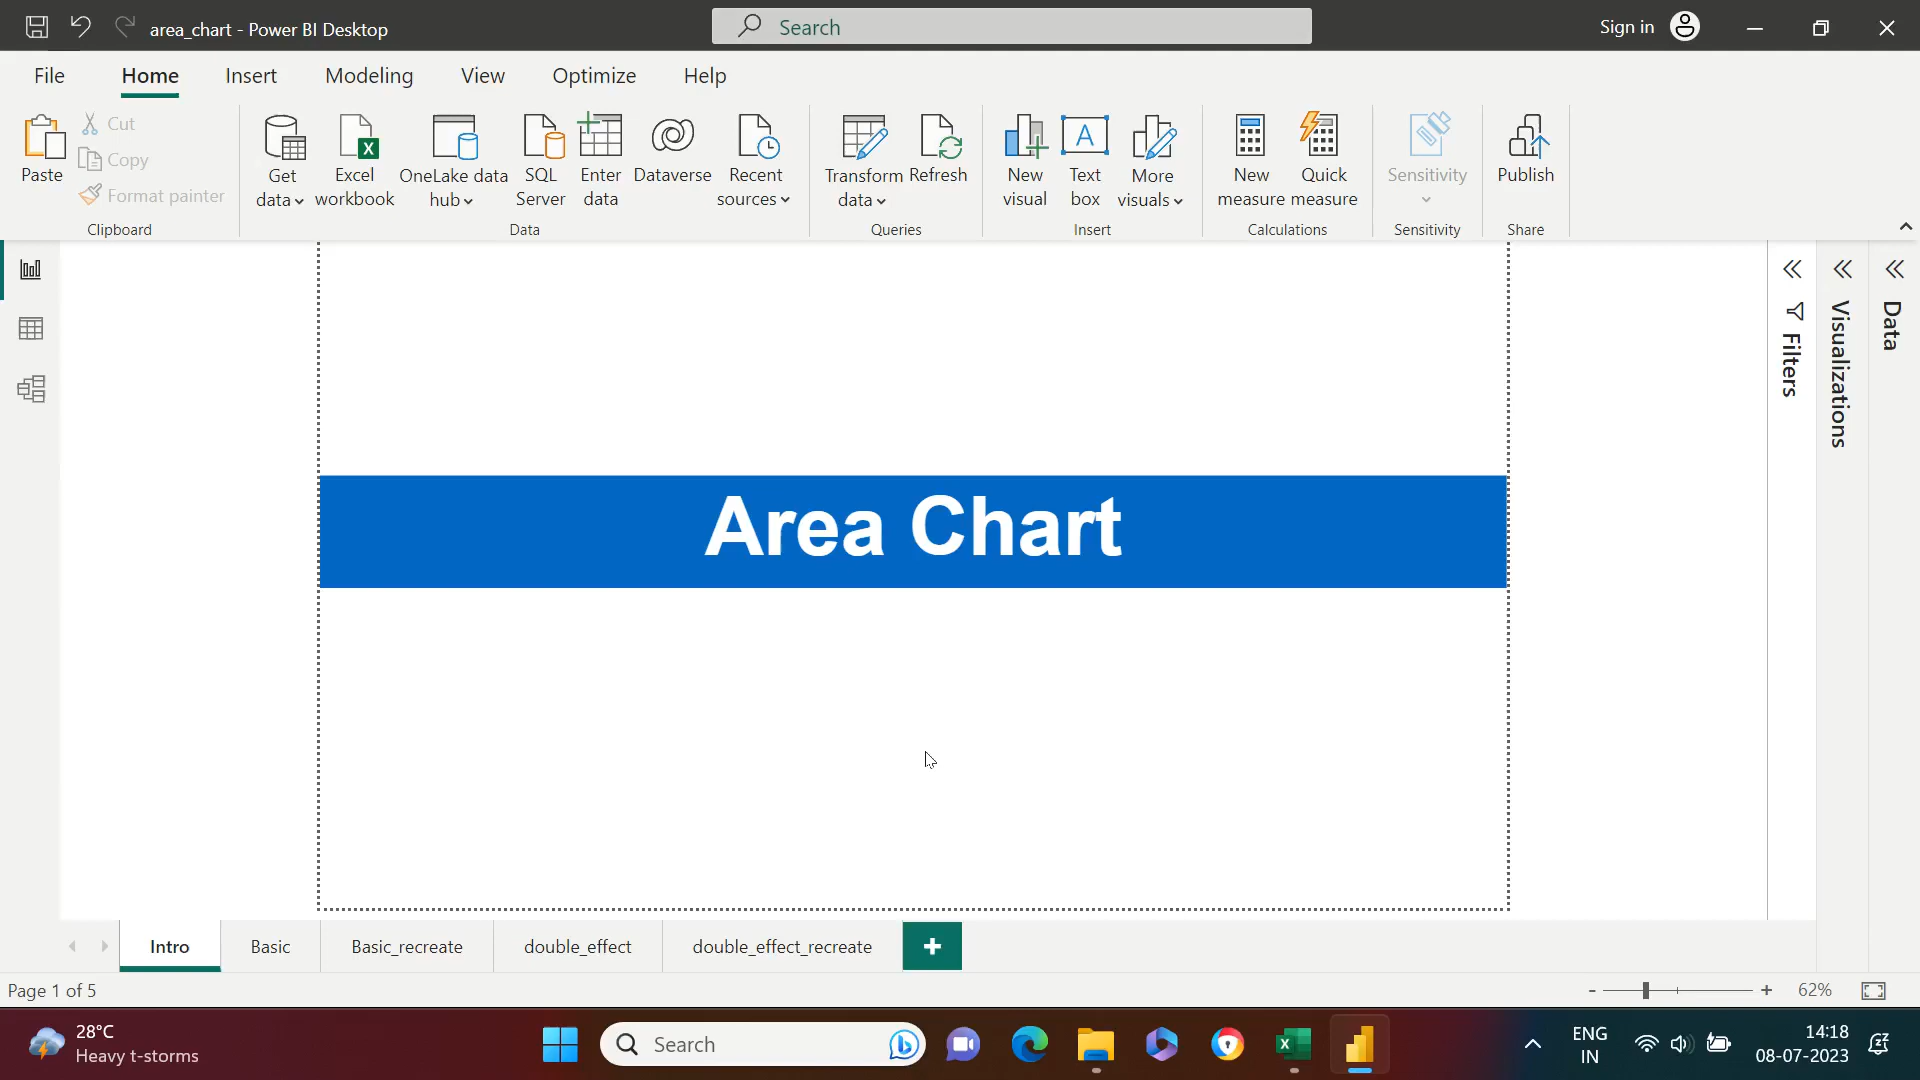 area_chart - Power BI Desktop
Search
Sign in
File
Home
Insert
Modeling
View
Optimize
Help
Paste
Cut
Copy
Format painter
Clipboard
Get
data
Excel
workbook
OneLake data
hub
SQL
Server
Enter
data
Dataverse
Recent
sources
Data
Transform
data
Refresh
Queries
New
visual
A
Text
box
More
visuals
Insert
New
measure
Quick
measure
Calculations
Sensitivity
Sensitivity
Publish
Share
Filters
Visualizations
Data
Area Chart
Intro
Basic
Basic_recreate
double_effect
double_effect_recreate
Page 1 of 5
62%
28°C
Heavy t-storms
Search
ENG
IN
14:18
08-07-2023